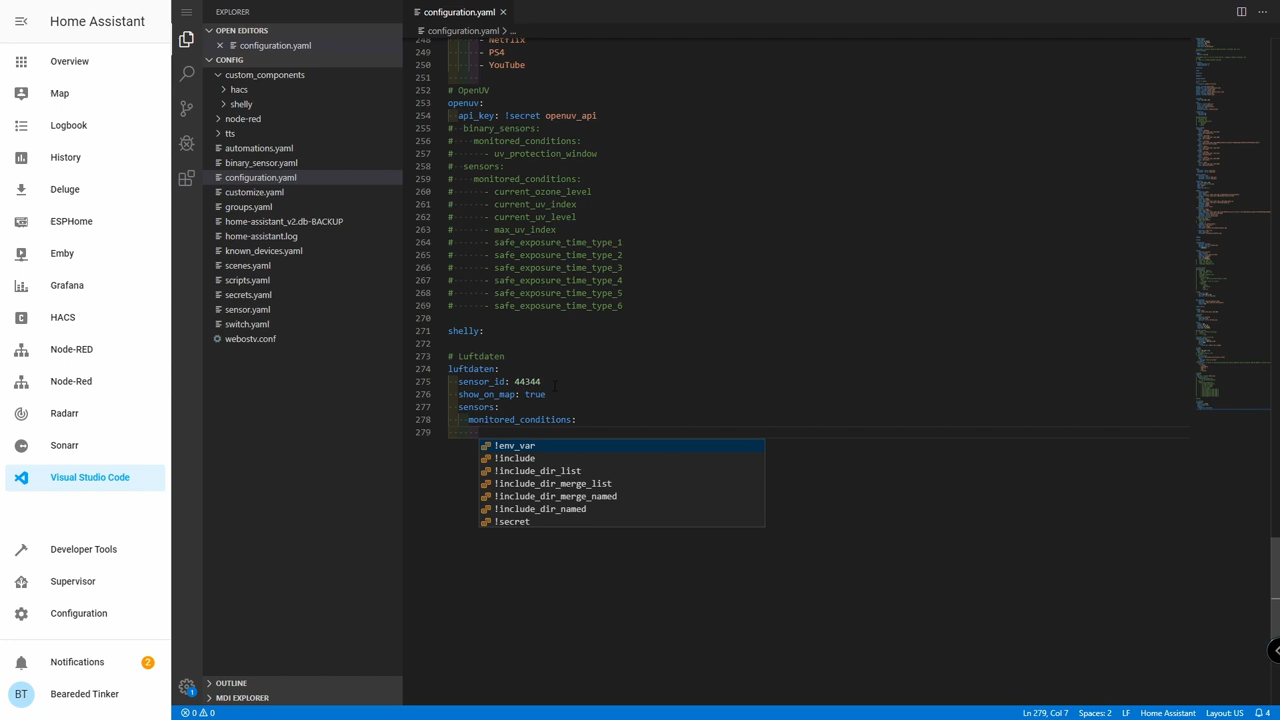 Home Assistant
Overview
Map
Logbook
History
Deluge
ESPHome
Emby
Grafana
HACS
Node-RED
Node-Red
Radarr
Sonarr
Visual Studio Code
Developer Tools
Supervisor
Configuration
Notifications
2
BT
Bearded Tinker
EXPLORER
OPEN EDITORS
configuration.yaml
CONFIG
custom_components
hacs
shelly
node-red
tts
automations.yaml
binary_sensor.yaml
configuration.yaml
customize.yaml
groups.yaml
home-assistant_v2.db-BACKUP
home-assistant.log
known_devices.yaml
scenes.yaml
scripts.yaml
secrets.yaml
sensor.yaml
switch.yaml
webostv.conf
OUTLINE
MDI EXPLORER
1
configuration.yaml
configuration.yaml > ...
248 - Netflix
249 - PS4
250 - YouTube
251
252 # OpenUV
253 openuv:
254 api_key: !secret openuv_api
255 # binary_sensors:
256 # monitored_conditions:
257 # - uv_protection_window
258 # sensors:
259 # monitored_conditions:
260 # - current_ozone_level
261 # - current_uv_index
262 # - current_uv_level
263 # - max_uv_index
264 # - safe_exposure_time_type_1
265 # - safe_exposure_time_type_2
266 # - safe_exposure_time_type_3
267 # - safe_exposure_time_type_4
268 # - safe_exposure_time_type_5
269 # - safe_exposure_time_type_6
270
271 shelly:
272
273 # Luftdaten
274 luftdaten:
275 sensor_id: 44344
276 show_on_map: true
277 sensors:
278 monitored_conditions:
279
!env_var
!include
!include_dir_list
!include_dir_merge_list
!include_dir_merge_named
!include_dir_named
!secret
0 0
Ln 279, Col 7 Spaces: 2 LF Home Assistant Layout: US 4